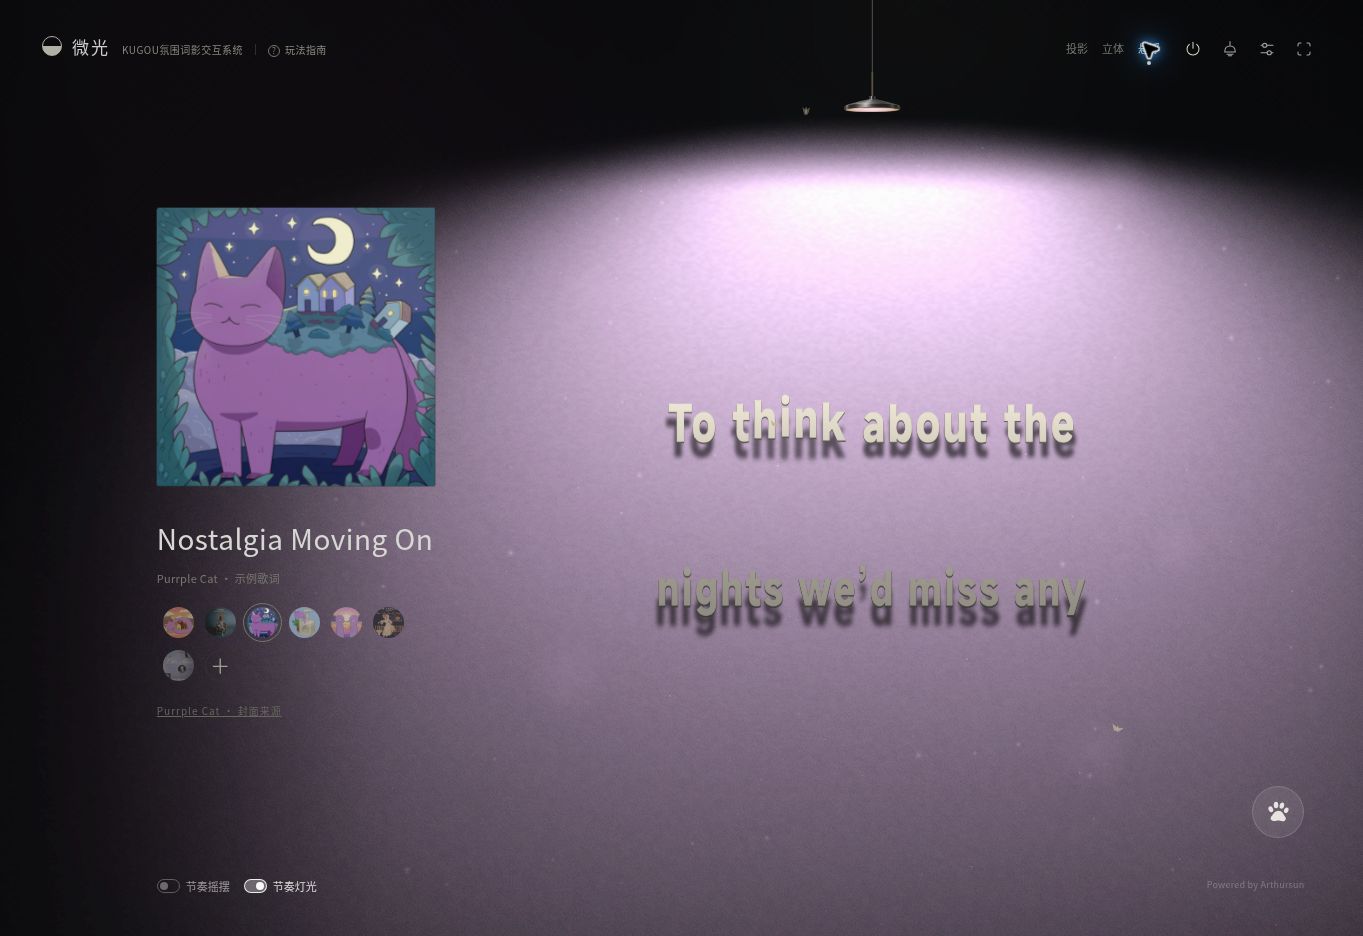 微光 KUGOU氛围词影交互系统 ? 玩法指南
投影 立体
To think about the
nights we'd miss any
Nostalgia Moving On
Purrple Cat · 示例歌词
Purrple Cat · 封面来源
节奏摇摆 节奏灯光
Powered by Arthursun